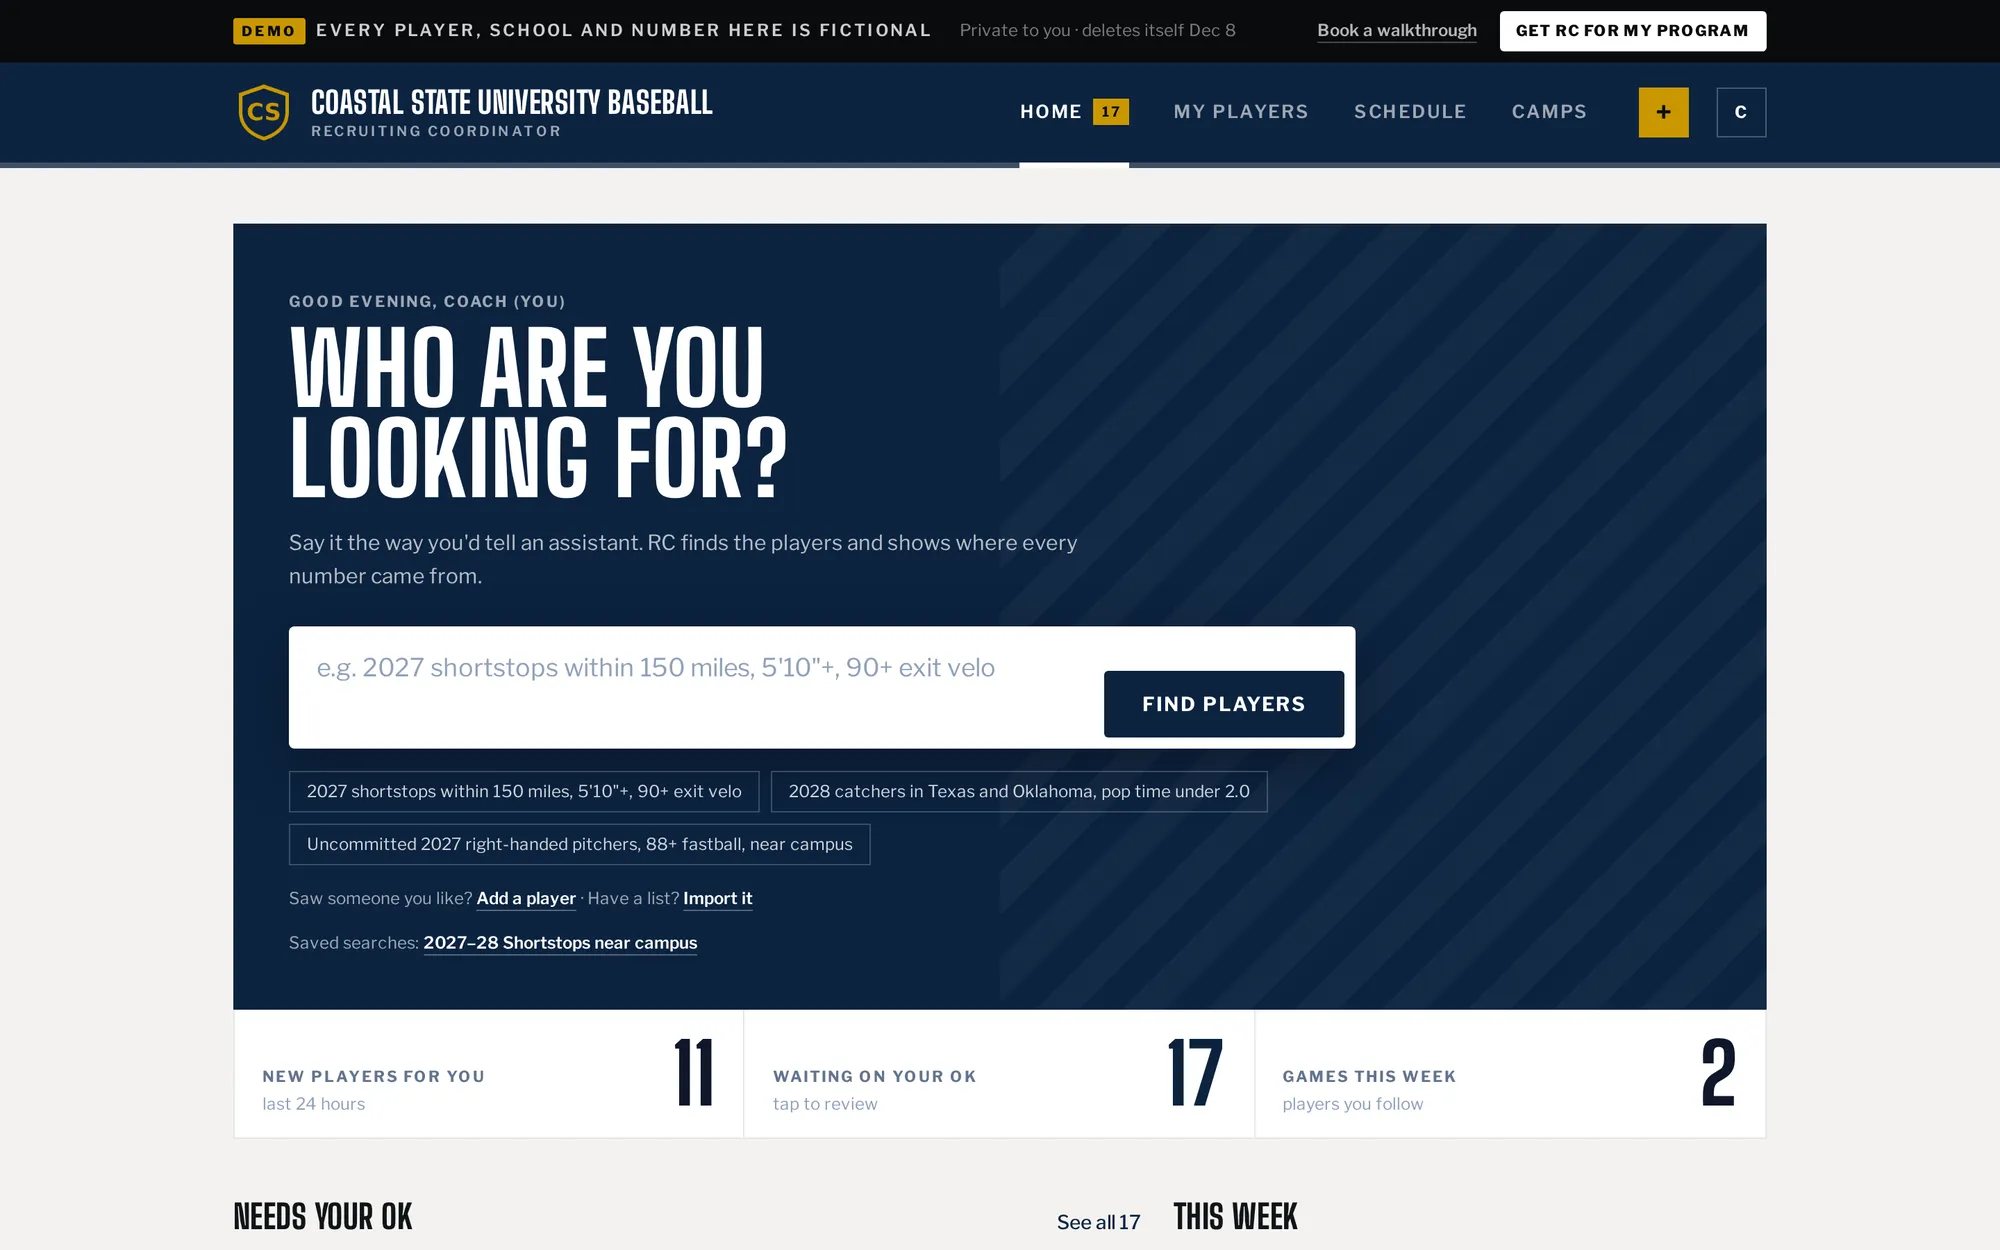 DEMO EVERY PLAYER, SCHOOL AND NUMBER HERE IS FICTIONAL Private to you · deletes itself Dec 8 Book a walkthrough GET RC FOR MY PROGRAM
CS COASTAL STATE UNIVERSITY BASEBALL
RECRUITING COORDINATOR
HOME 17 MY PLAYERS SCHEDULE CAMPS + C
GOOD EVENING, COACH (YOU)
WHO ARE YOU
LOOKING FOR?
Say it the way you'd tell an assistant. RC finds the players and shows where every
number came from.
e.g. 2027 shortstops within 150 miles, 5'10"+, 90+ exit velo
FIND PLAYERS
2027 shortstops within 150 miles, 5'10"+, 90+ exit velo
2028 catchers in Texas and Oklahoma, pop time under 2.0
Uncommitted 2027 right-handed pitchers, 88+ fastball, near campus
Saw someone you like? Add a player · Have a list? Import it
Saved searches: 2027–28 Shortstops near campus
NEW PLAYERS FOR YOU
last 24 hours
11
WAITING ON YOUR OK
tap to review
17
GAMES THIS WEEK
players you follow
2
NEEDS YOUR OK
See all 17
THIS WEEK